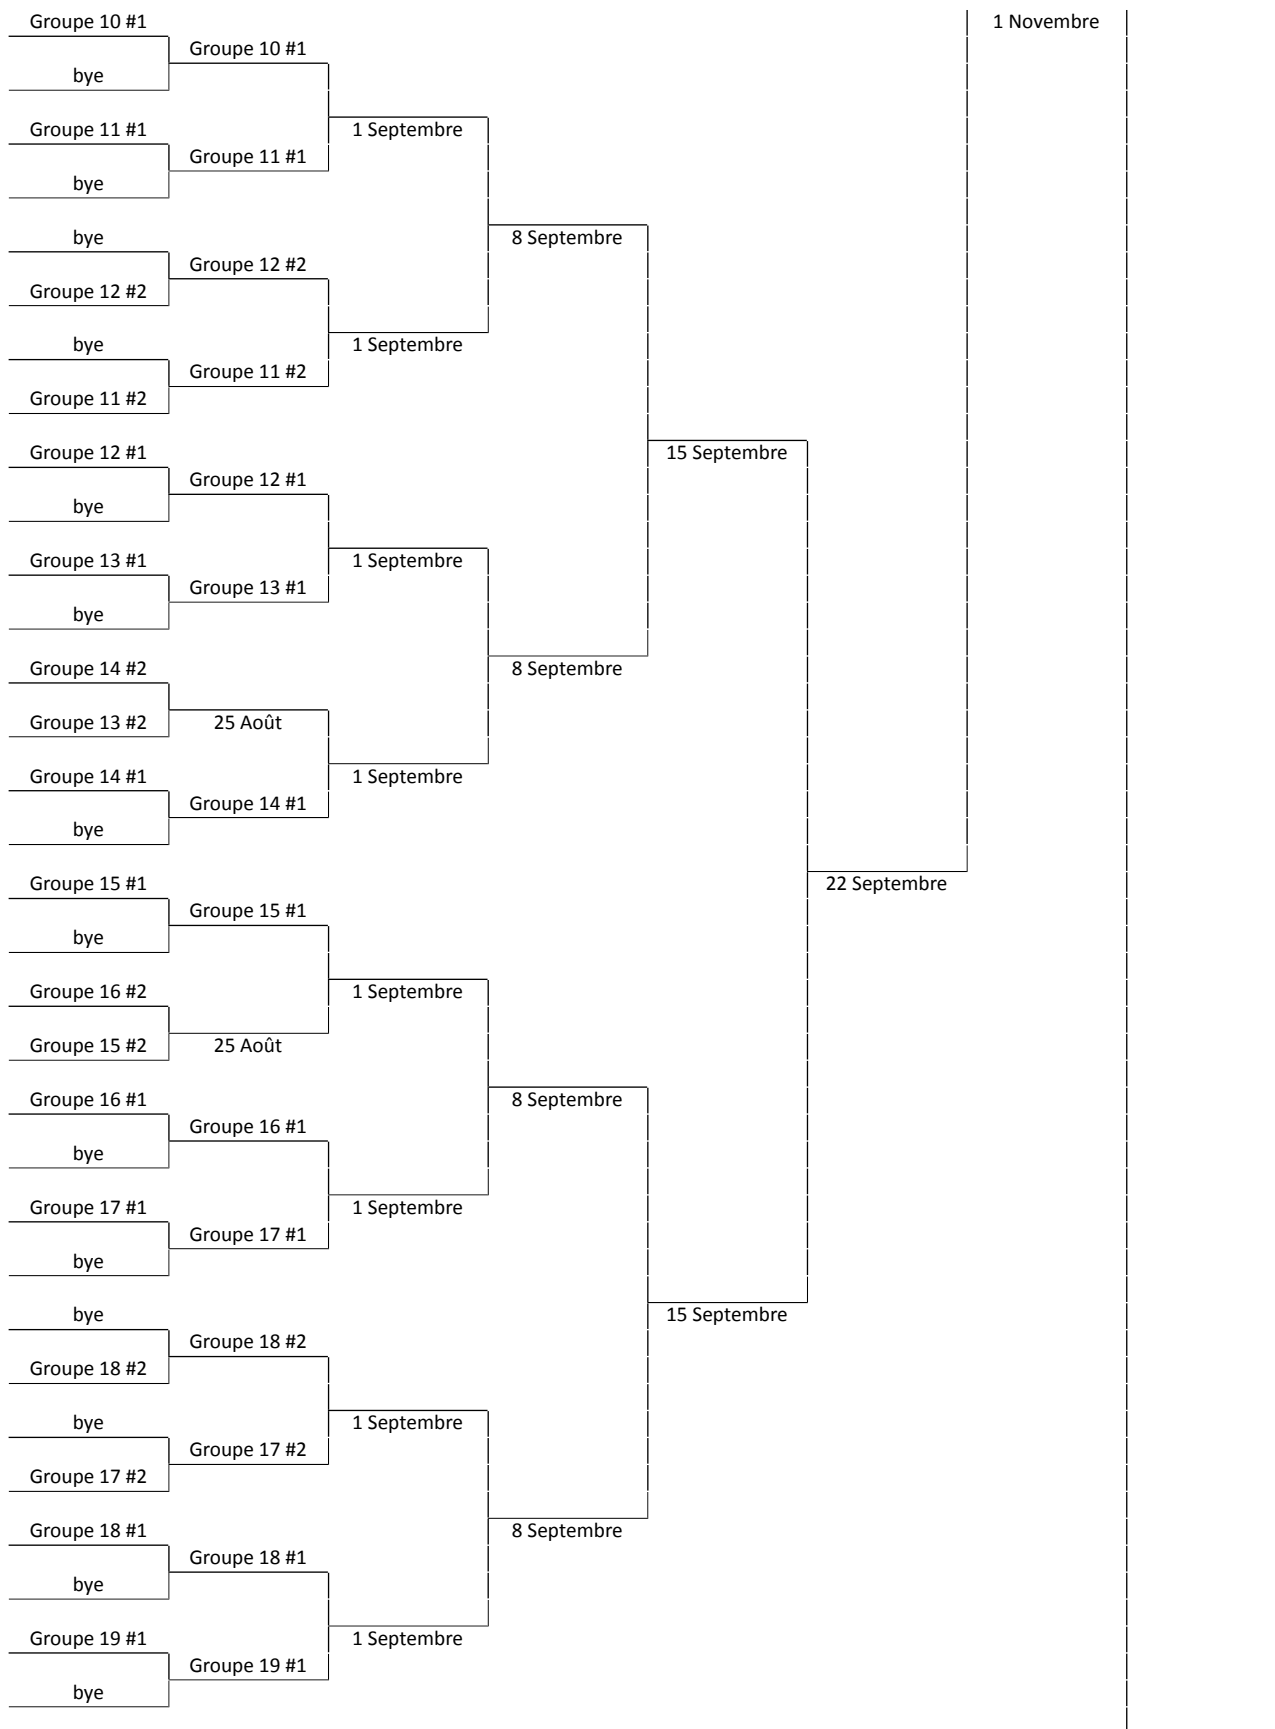 Groupe 10 #1
1 Novembre
Groupe 10 #1
bye
Groupe 11 #1
1 Septembre
Groupe 11 #1
bye
bye
8 Septembre
Groupe 12 #2
Groupe 12 #2
bye
1 Septembre
Groupe 11 #2
Groupe 11 #2
Groupe 12 #1
15 Septembre
Groupe 12 #1
bye
Groupe 13 #1
1 Septembre
Groupe 13 #1
bye
Groupe 14 #2
8 Septembre
Groupe 13 #2
25 Août
Groupe 14 #1
1 Septembre
Groupe 14 #1
bye
Groupe 15 #1
22 Septembre
Groupe 15 #1
bye
Groupe 16 #2
1 Septembre
Groupe 15 #2
25 Août
Groupe 16 #1
8 Septembre
Groupe 16 #1
bye
Groupe 17 #1
1 Septembre
Groupe 17 #1
bye
bye
15 Septembre
Groupe 18 #2
Groupe 18 #2
bye
1 Septembre
Groupe 17 #2
Groupe 17 #2
Groupe 18 #1
8 Septembre
Groupe 18 #1
bye
Groupe 19 #1
1 Septembre
Groupe 19 #1
bye